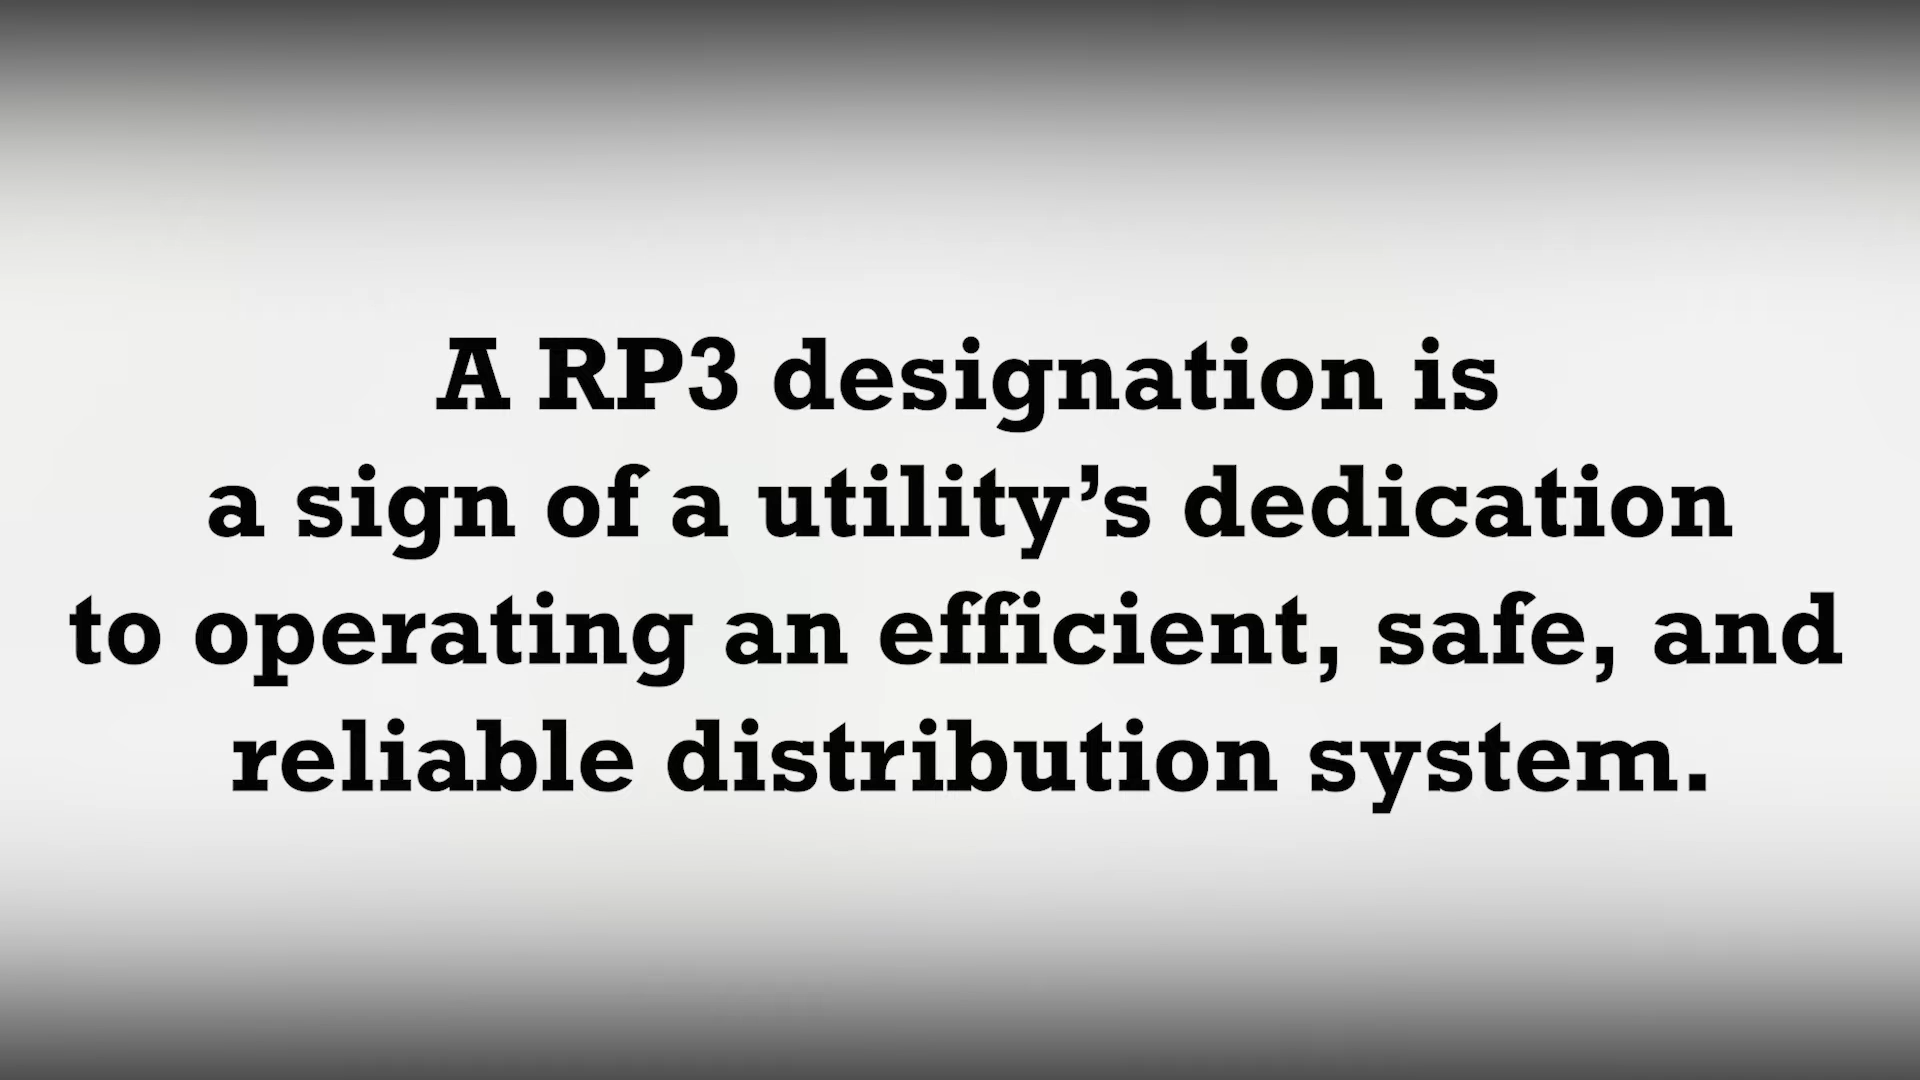 A RP3 designation is
a sign of a utility’s dedication
to operating an efficient, safe, and
reliable distribution system.